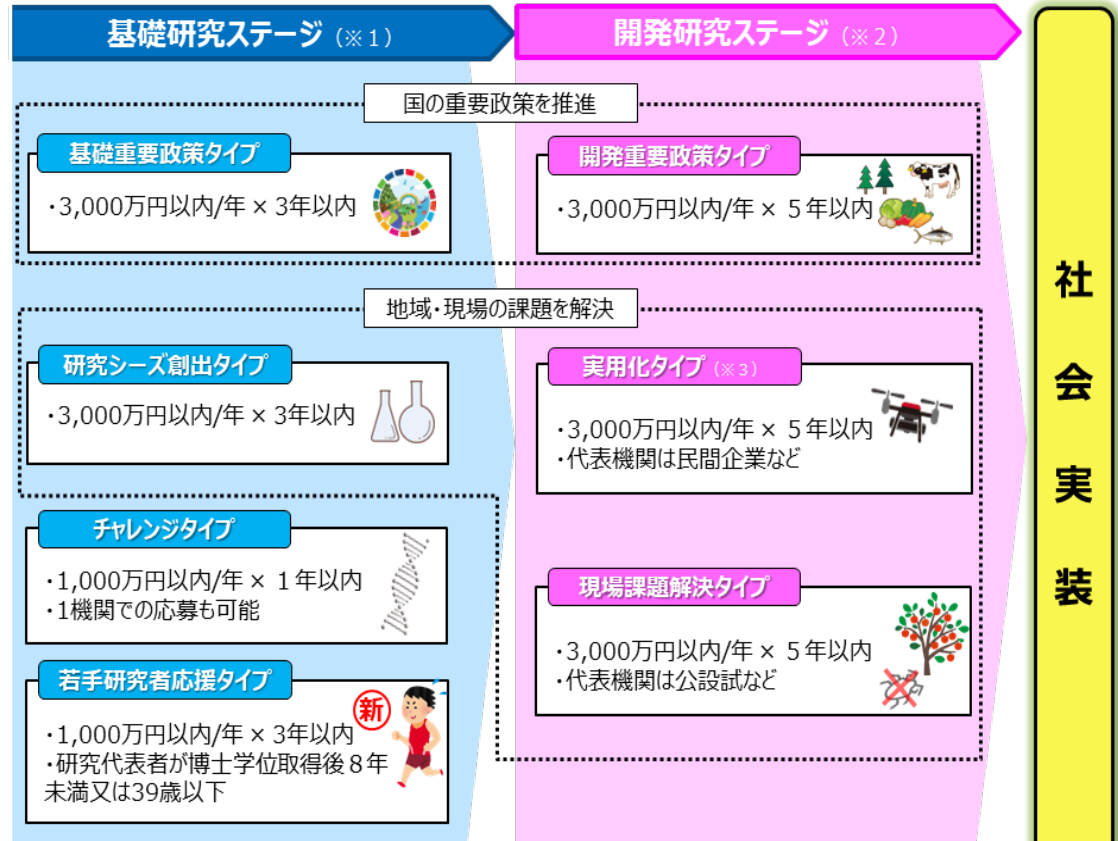 基礎研究ステージ（※１）
開発研究ステージ（※２）
国の重要政策を推進
基礎重要政策タイプ
・3,000万円以内/年 × 3年以内
開発重要政策タイプ
・3,000万円以内/年 × ５年以内
地域・現場の課題を解決
研究シーズ創出タイプ
・3,000万円以内/年 × 3年以内
実用化タイプ（※３）
・3,000万円以内/年 × ５年以内
・代表機関は民間企業など
チャレンジタイプ
・1,000万円以内/年 × １年以内
・1機関での応募も可能
現場課題解決タイプ
・3,000万円以内/年 × ５年以内
・代表機関は公設試など
若手研究者応援タイプ
新
・1,000万円以内/年 × 3年以内
・研究代表者が博士学位取得後８年
未満又は39歳以下
社会実装